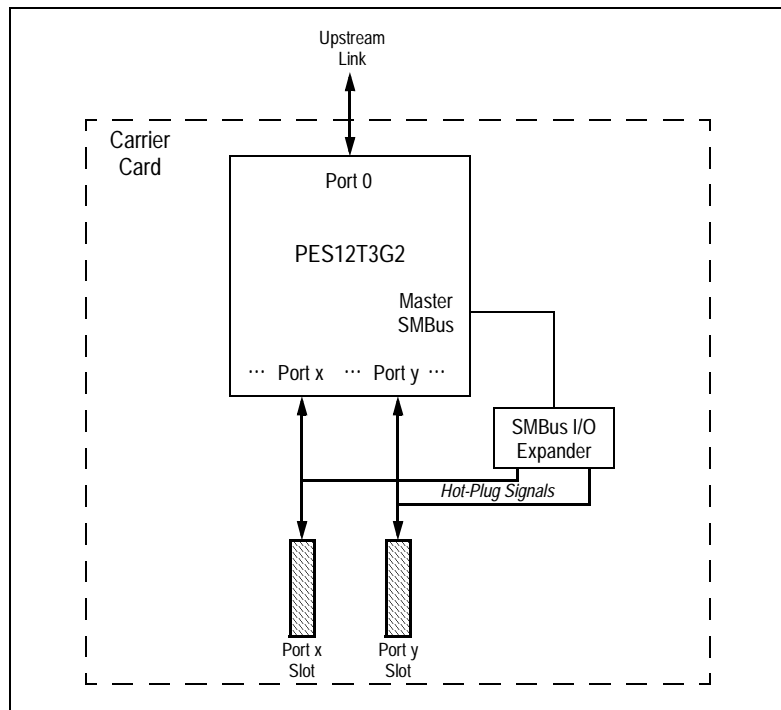 Upstream
Link
Carrier
Card
Port 0
PES12T3G2
Master
SMBus
··· Port x ··· Port y ···
SMBus I/O
Expander
Hot-Plug Signals
Port x
Slot
Port y
Slot